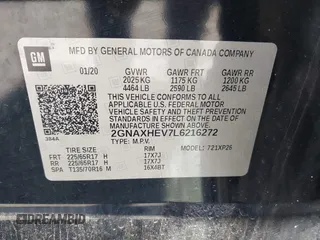 GM
MFD BY GENERAL MOTORS OF CANADA COMPANY
01/20 GVWR GAWR FRT GAWR RR
2025 KG 1175 KG 1200 KG
4464 LB 2590 LB 2645 LB
THIS VEHICLE CONFORMS TO ALL APPLICABLE
U.S. FEDERAL MOTOR VEHICLE
SAFETY AND THEFT PREVENTION
STANDARDS IN EFFECT ON THE DATE OF
MANUFACTURE SHOWN ABOVE.
2GNAXHEV7L6216272
TYPE: M.P.V. MODEL: 721XP26
TIRE SIZE RIM
FRT 225/65R17 H 17X7J
RR 225/65R17 H 17X7J
SPA T135/70R16 M 16X4BT
AMERIBID